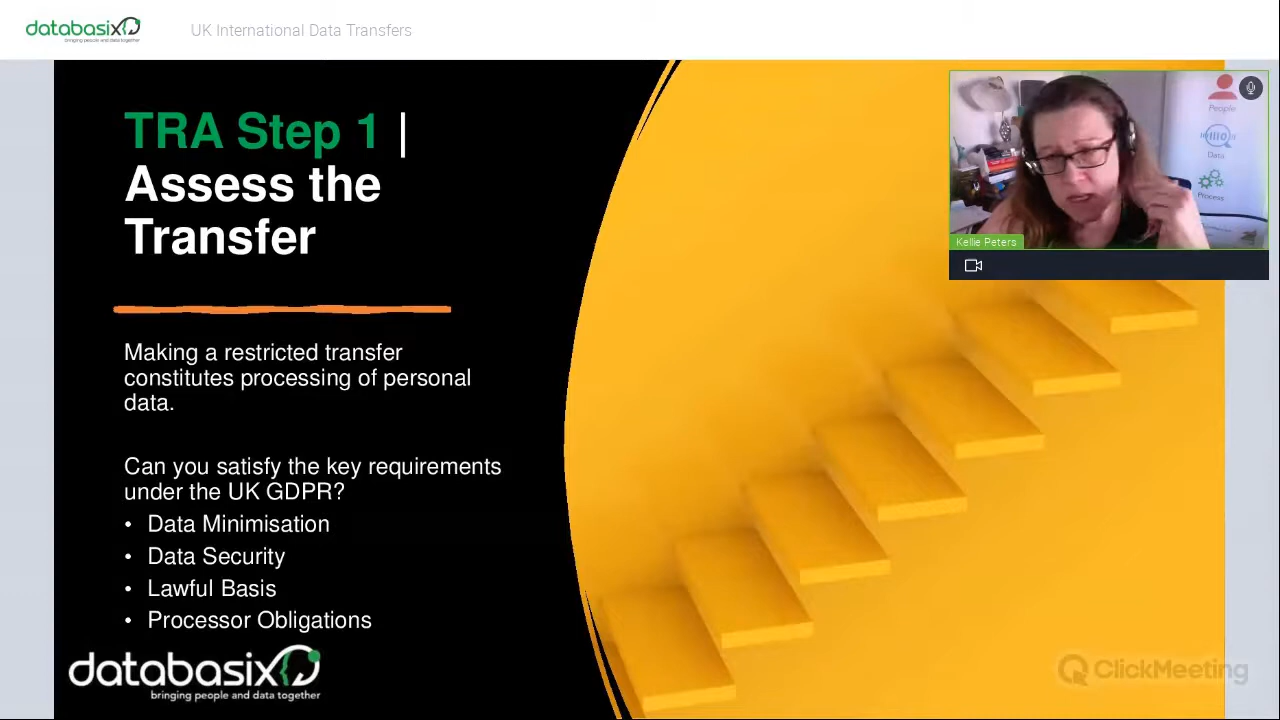 databasix
bringing people and data together
UK International Data Transfers
TRA Step 1 |
Assess the
Transfer
Making a restricted transfer
constitutes processing of personal
data.
Can you satisfy the key requirements
under the UK GDPR?
• Data Minimisation
• Data Security
• Lawful Basis
• Processor Obligations
databasix
bringing people and data together
People
Data
Process
Kellie Peters
ClickMeeting